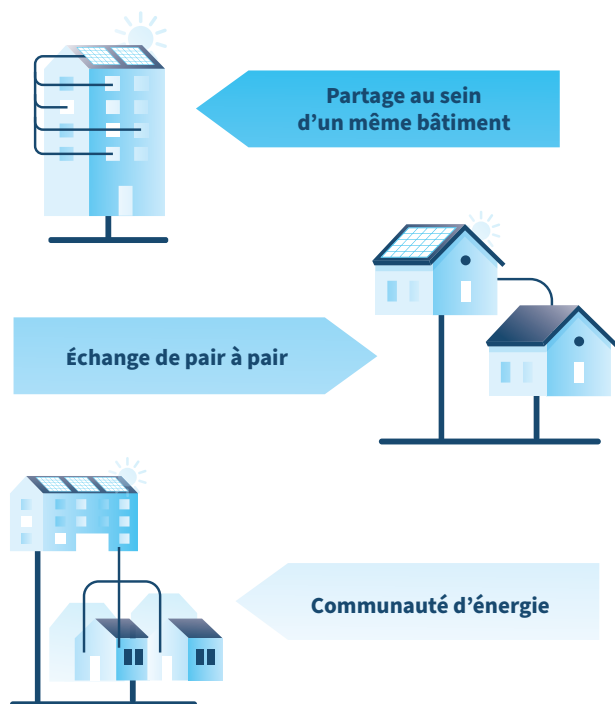 Partage au sein
d’un même bâtiment
Échange de pair à pair
Communauté d’énergie